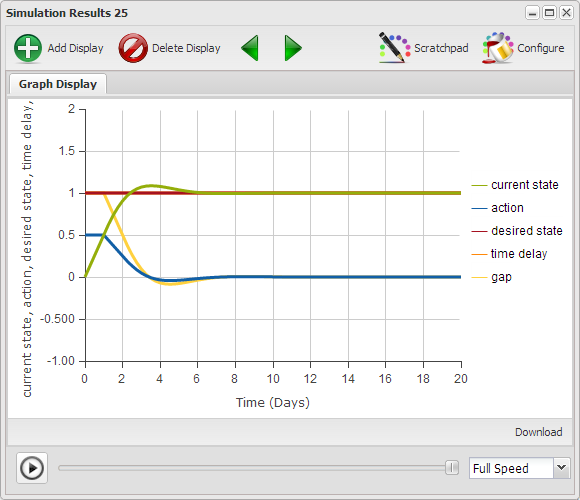 Simulation Results 25
Add Display
Delete Display
Scratchpad
Configure
Graph Display
current state, action, desired state, time delay,
2
1.5
1
0.5
0
-0.500
-1.00
0 2 4 6 8 10 12 14 16 18 20
Time (Days)
current state
action
desired state
time delay
gap
Download
Full Speed